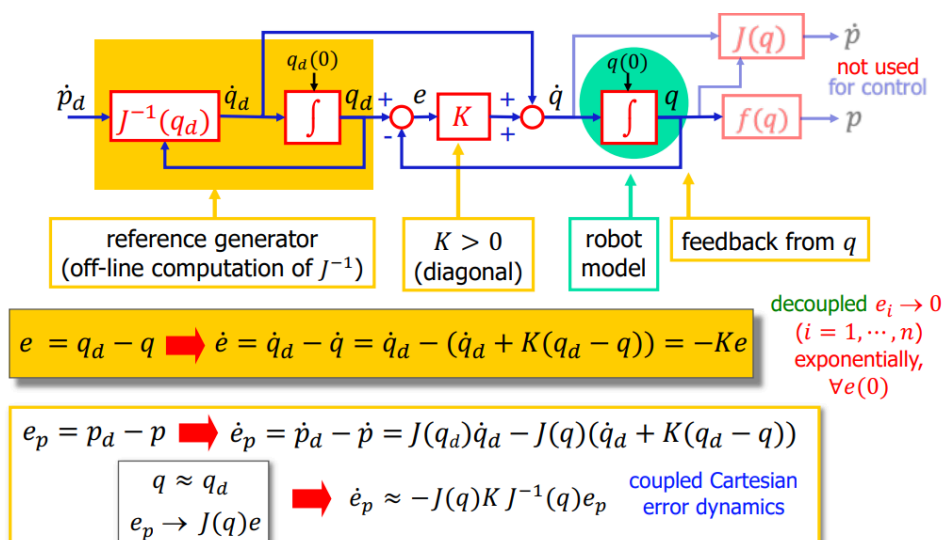 q_d(0)
q(0)
J(q)
ṗ
ṗ_d
J⁻¹(q_d)
q̇_d
∫
q_d
+
-
e
K
+
+
q̇
∫
q
not used
for control
f(q)
p
reference generator
(off-line computation of J⁻¹)
K > 0
(diagonal)
robot
model
feedback from q
e = q_d − q ➡ ė = q̇_d − q̇ = q̇_d − (q̇_d + K(q_d − q)) = −Ke
decoupled e_i → 0
(i = 1, ⋯, n)
exponentially,
∀e(0)
e_p = p_d − p ➡ ė_p = ṗ_d − ṗ = J(q_d)q̇_d − J(q)(q̇_d + K(q_d − q))
q ≈ q_d
e_p → J(q)e
➡ ė_p ≈ −J(q)K J⁻¹(q)e_p
coupled Cartesian
error dynamics